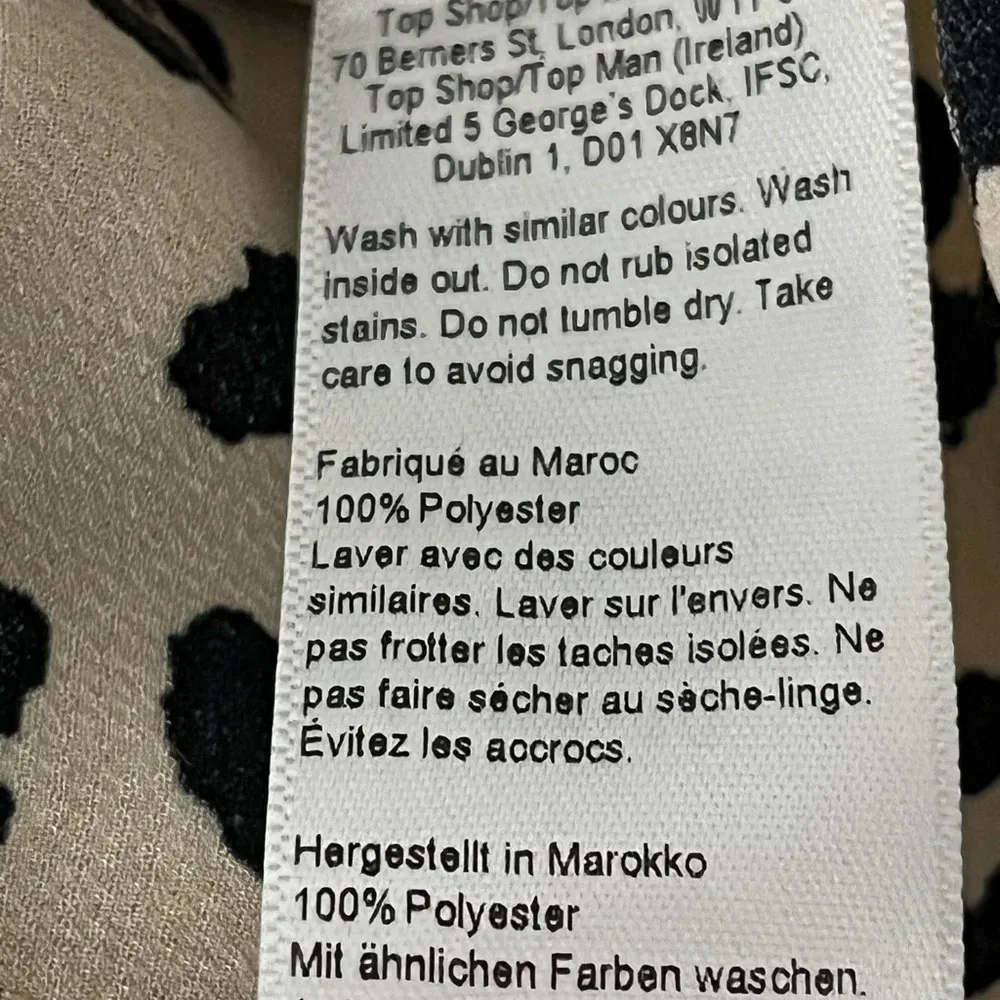 Top Shop/Top
70 Berners St, London,
Top Shop/Top Man (Ireland)
Limited 5 George's Dock, IFSC,
Dublin 1, D01 X8N7
Wash with similar colours. Wash
inside out. Do not rub isolated
stains. Do not tumble dry. Take
care to avoid snagging.
Fabriqué au Maroc
100% Polyester
Laver avec des couleurs
similaires. Laver sur l'envers. Ne
pas frotter les taches isolées. Ne
pas faire sécher au sèche-linge.
Évitez les accrocs.
Hergestellt in Marokko
100% Polyester
Mit ähnlichen Farben waschen.